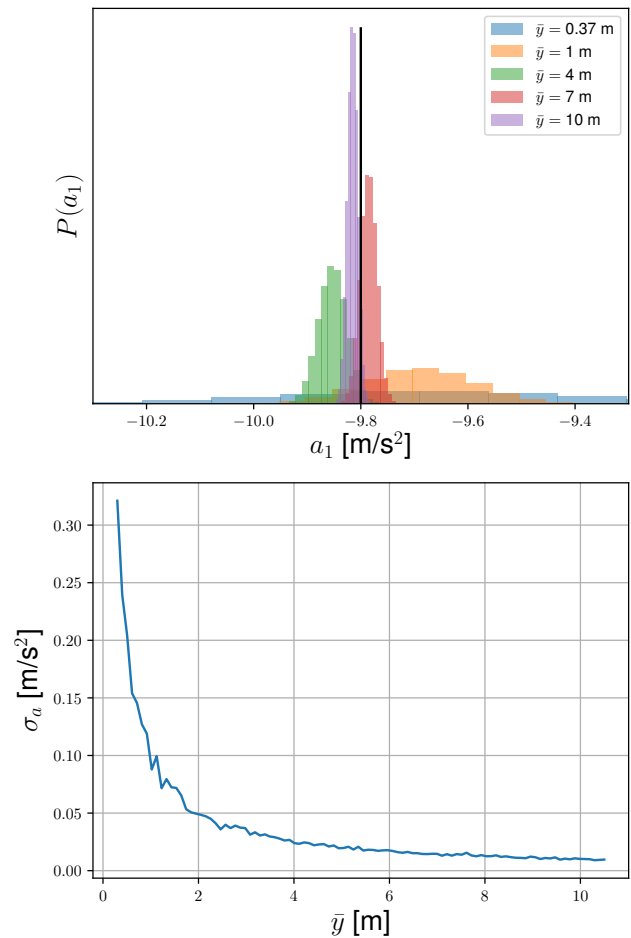 ȳ = 0.37 m
ȳ = 1 m
ȳ = 4 m
ȳ = 7 m
ȳ = 10 m
P(a₁)
−10.2 −10.0 −9.8 −9.6 −9.4
a₁ [m/s²]
0.30
0.25
0.20
0.15
0.10
0.05
0.00
σₐ [m/s²]
0 2 4 6 8 10
ȳ [m]